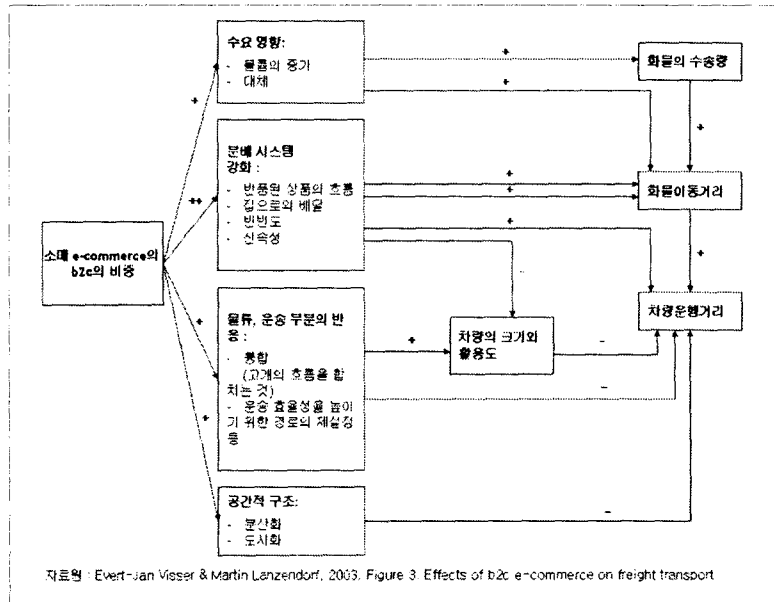 수요 영향:
- 물품의 증가
- 대체
화물의 수송량
분배 시스템
강화 :
- 반품된 상품의 흐름
- 집으로의 배달
- 빈번도
- 신속성
화물이동거리
소매 e-commerce의
b2c의 비중
차량운행거리
물류, 운송 부분의 반
응 :
- 통합
(고객의 흐름을 합
치는 것)
- 운송 효율성을 높이
기 위한 경로의 재설정
등
차량의 크기와
활용도
공간적 구조:
- 분산화
- 도시화
+
+
+
+
++
+
+
+
+
+
+
+
+
-
-
-
-
자료원 : Evert-Jan Visser & Martin Lanzendorf, 2003, Figure 3. Effects of b2c e-commerce on freight transport